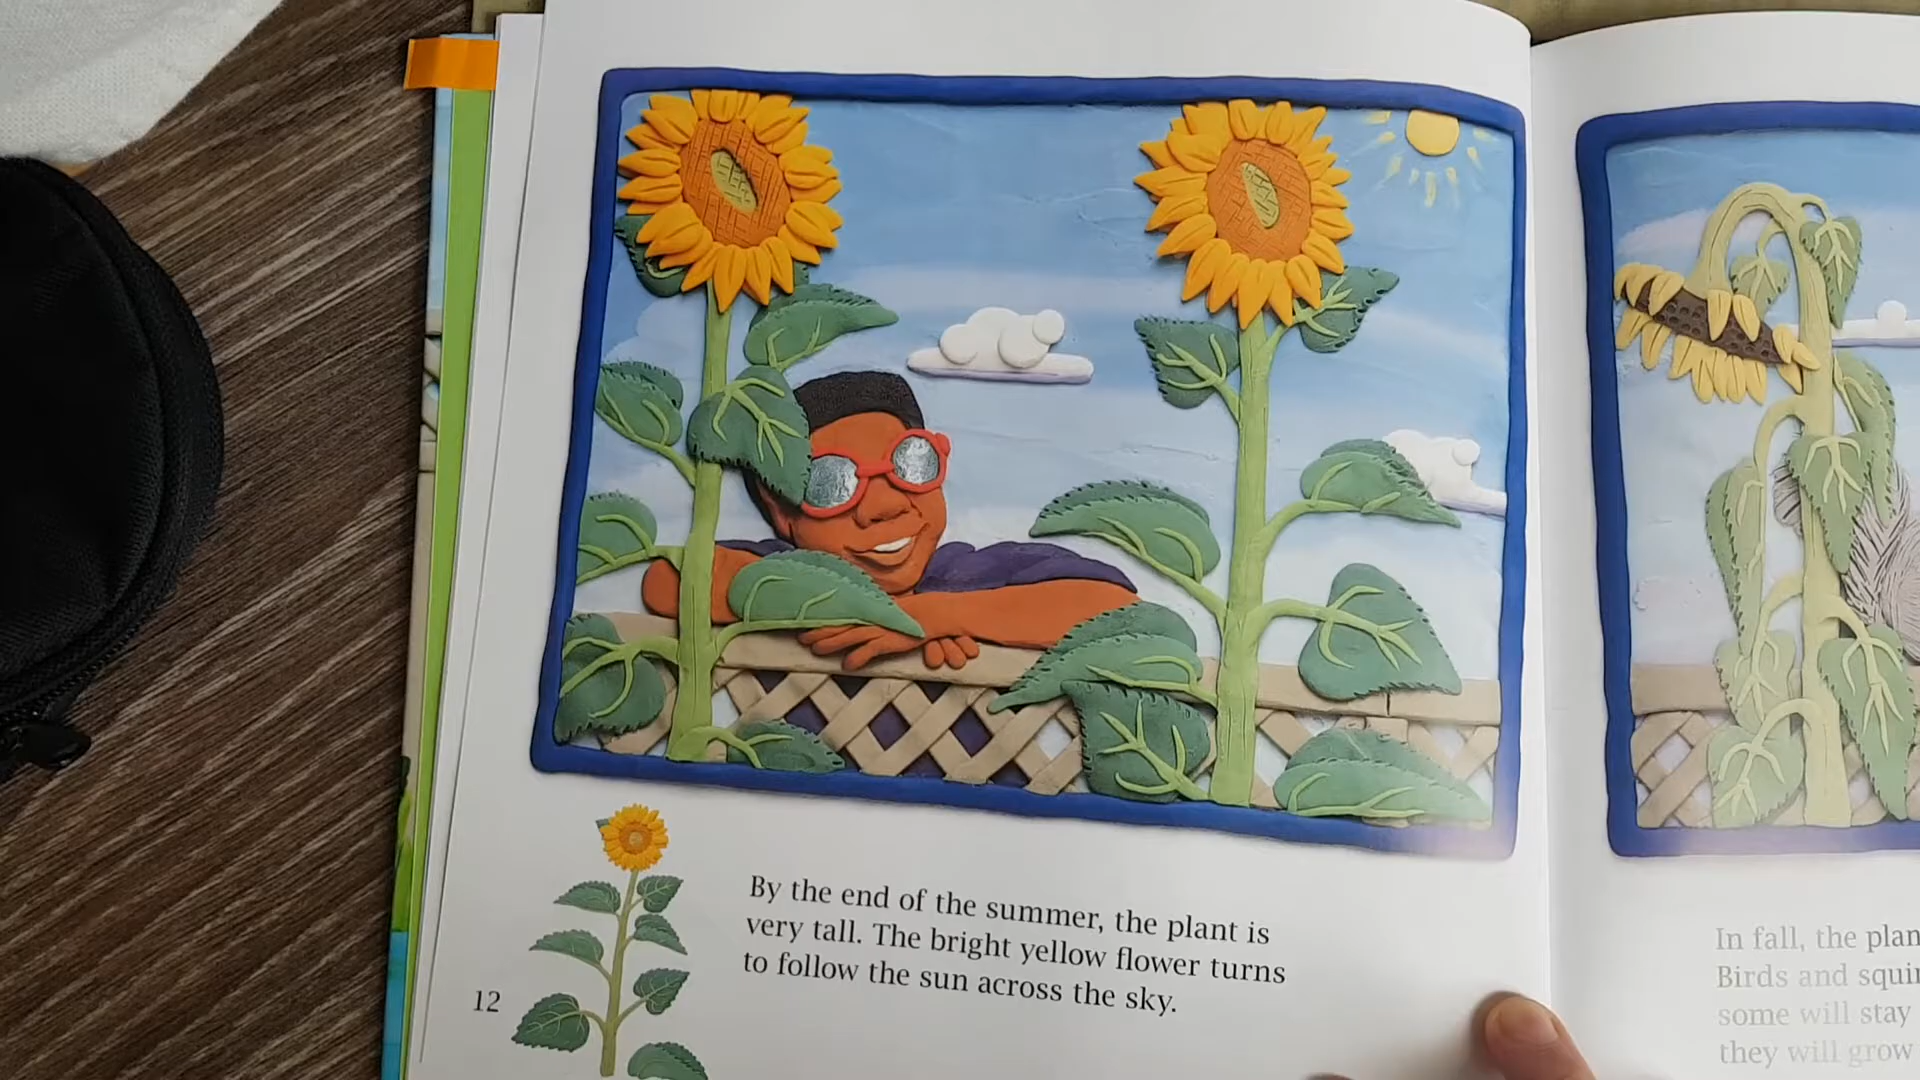 By the end of the summer, the plant is
very tall. The bright yellow flower turns
to follow the sun across the sky.
12
In fall, the plan
Birds and squi
some will stay
they will grow